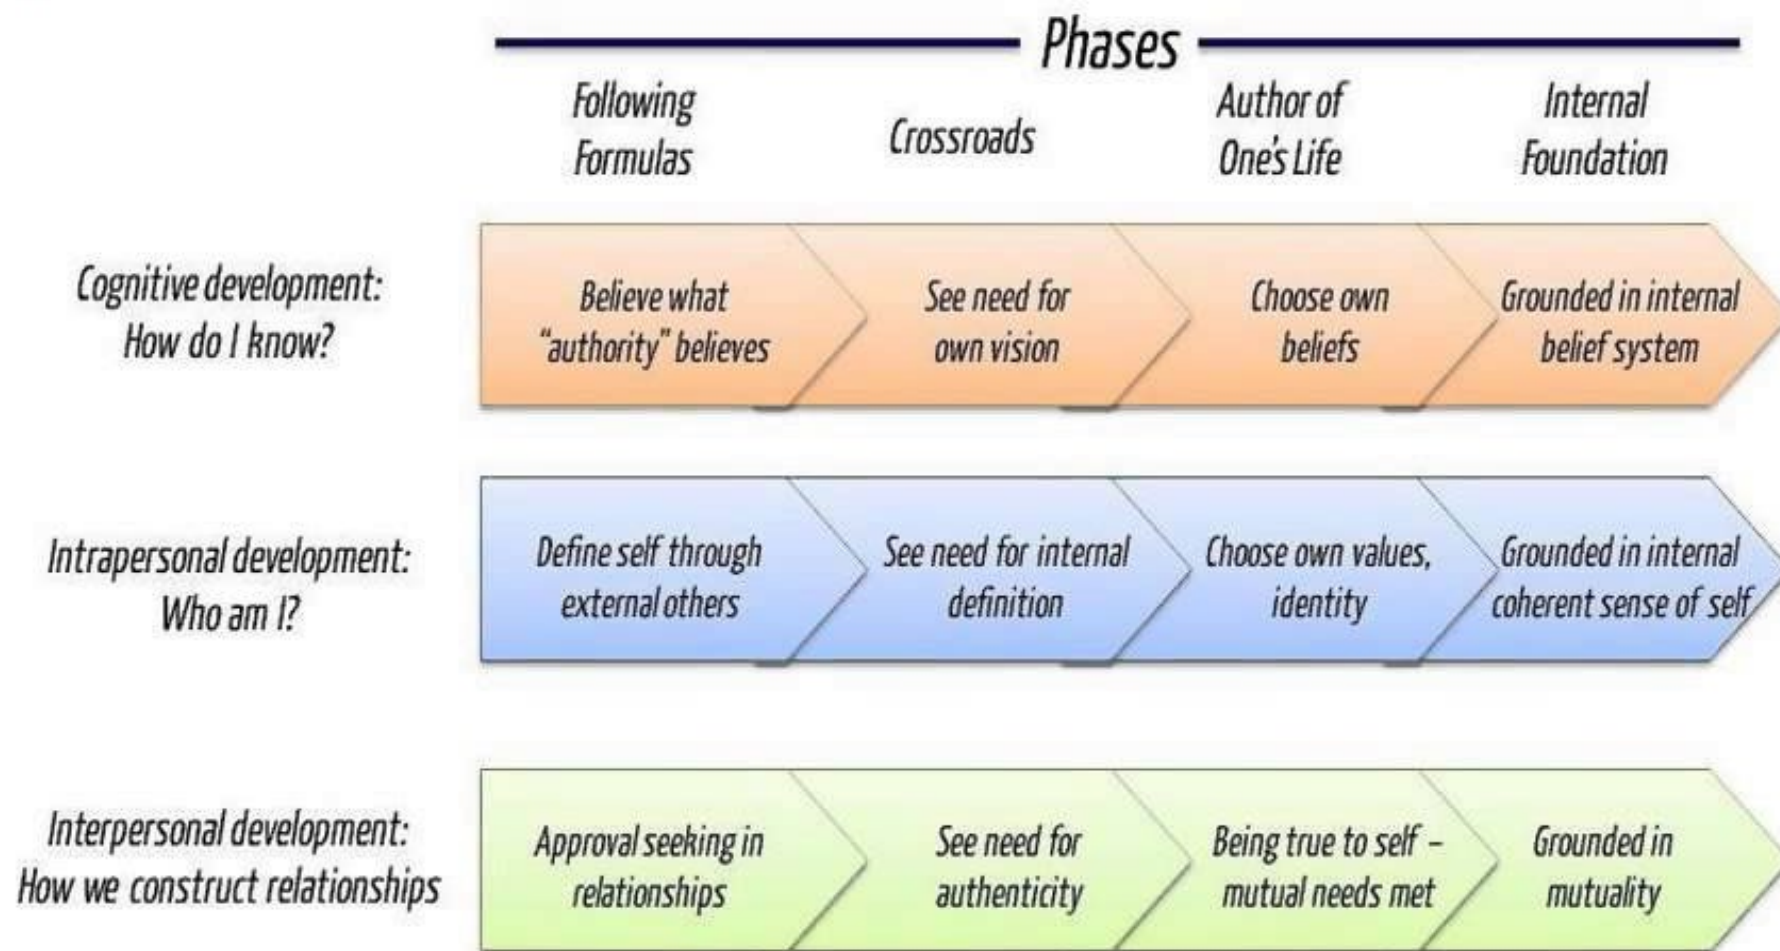 Phases
Following
Formulas
Crossroads
Author of
One's Life
Internal
Foundation
Cognitive development:
How do I know?
Believe what
“authority” believes
See need for
own vision
Choose own
beliefs
Grounded in internal
belief system
Intrapersonal development:
Who am I?
Define self through
external others
See need for internal
definition
Choose own values,
identity
Grounded in internal
coherent sense of self
Interpersonal development:
How we construct relationships
Approval seeking in
relationships
See need for
authenticity
Being true to self –
mutual needs met
Grounded in
mutuality